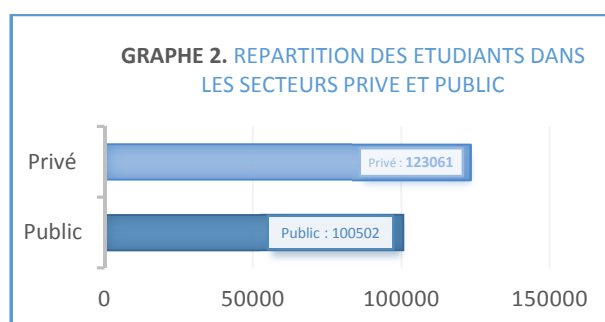 GRAPHE 2. REPARTITION DES ETUDIANTS DANS
LES SECTEURS PRIVE ET PUBLIC
Privé
Privé : 123061
Public
Public : 100502
0 50000 100000 150000